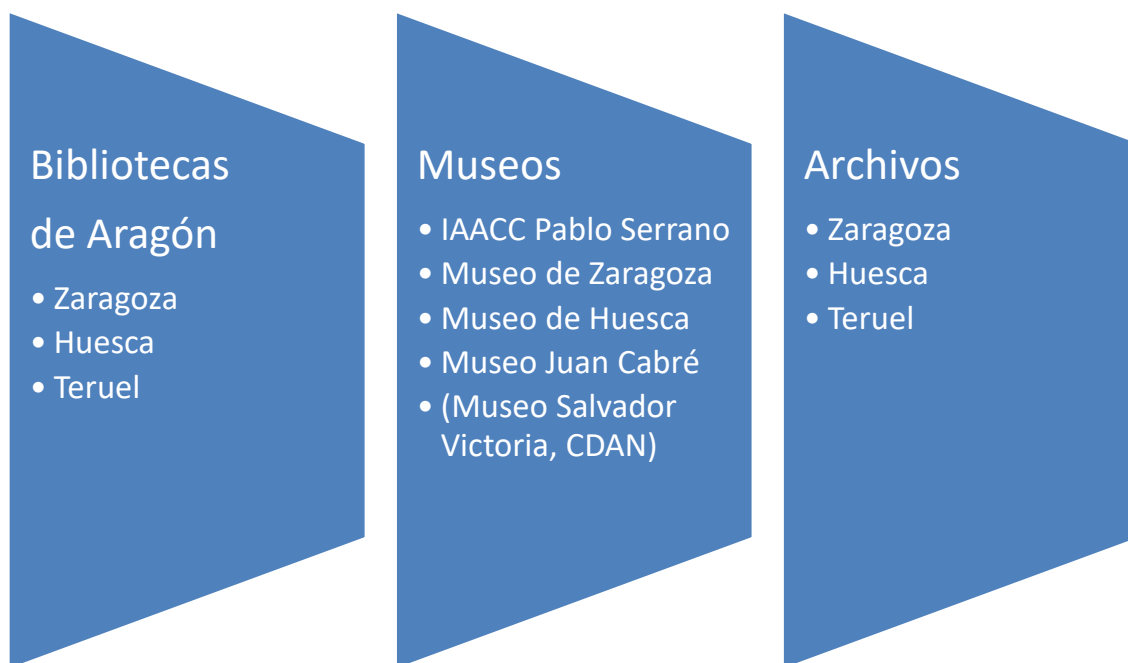 Bibliotecas
de Aragón
• Zaragoza
• Huesca
• Teruel
Museos
• IAACC Pablo Serrano
• Museo de Zaragoza
• Museo de Huesca
• Museo Juan Cabré
• (Museo Salvador
Victoria, CDAN)
Archivos
• Zaragoza
• Huesca
• Teruel